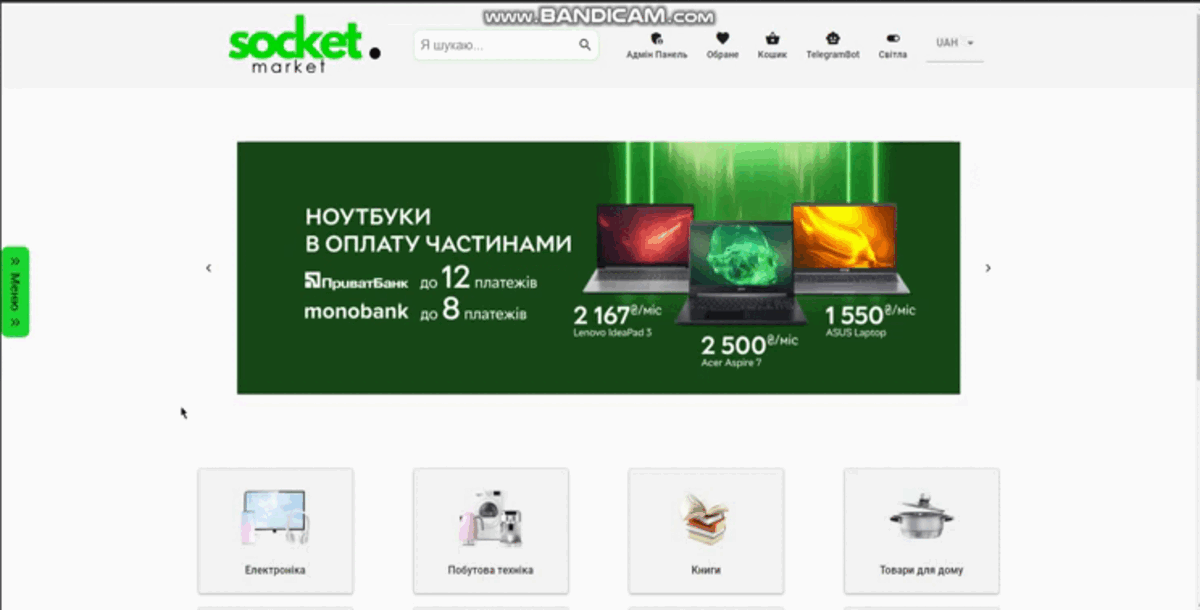 www.BANDICAM.com
socket.
market
Я шукаю...
Адмін Панель
Обране
Кошик
TelegramBot
Світла
UAH
НОУТБУКИ
В ОПЛАТУ ЧАСТИНАМИ
ПриватБанк до 12 платежів
monobank до 8 платежів
2 167₴/міс
Lenovo IdeaPad 3
2 500₴/міс
Acer Aspire 7
1 550₴/міс
ASUS Laptop
» Меню »
Електроніка
Побутова техніка
Книги
Товари для дому